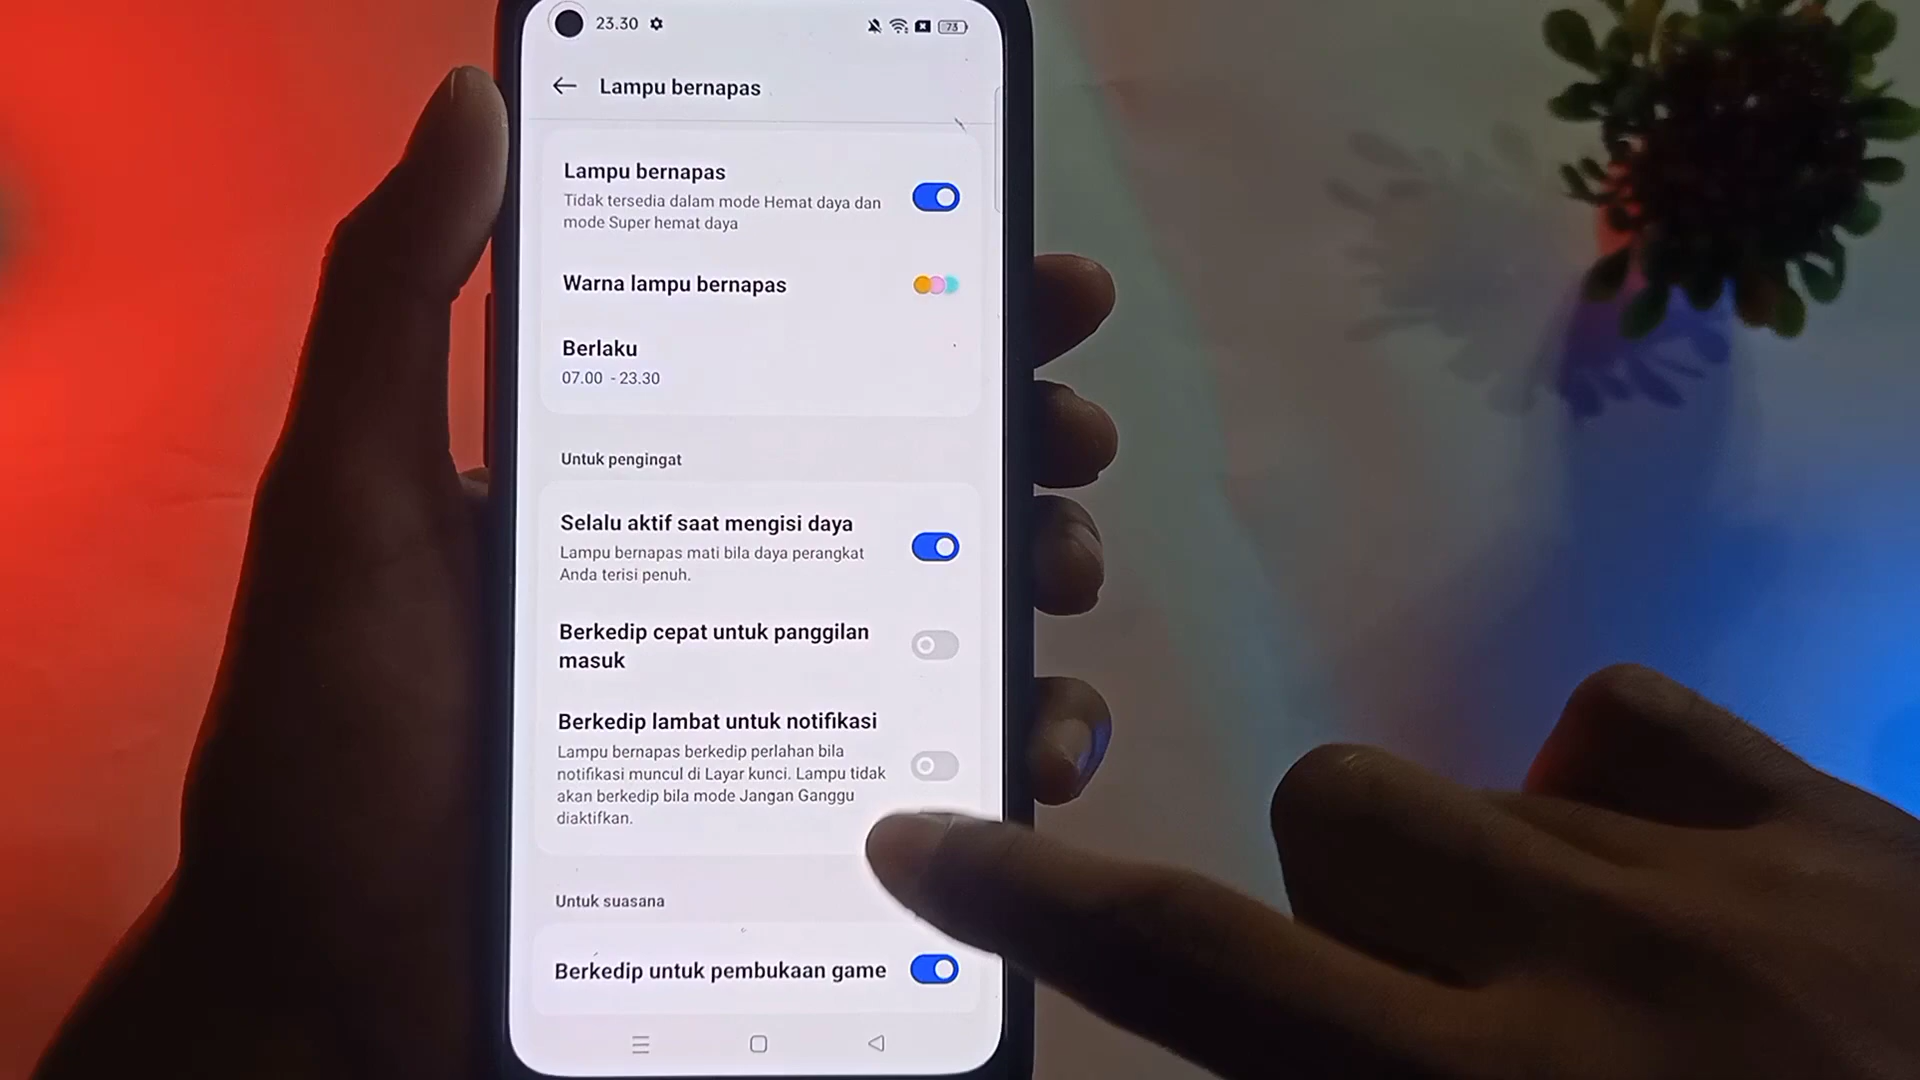 23.30
73
Lampu bernapas
Lampu bernapas
Tidak tersedia dalam mode Hemat daya dan
mode Super hemat daya
Warna lampu bernapas
Berlaku
07.00 - 23.30
Untuk pengingat
Selalu aktif saat mengisi daya
Lampu bernapas mati bila daya perangkat
Anda terisi penuh.
Berkedip cepat untuk panggilan
masuk
Berkedip lambat untuk notifikasi
Lampu bernapas berkedip perlahan bila
notifikasi muncul di Layar kunci. Lampu tidak
akan berkedip bila mode Jangan Ganggu
diaktifkan.
Untuk suasana
Berkedip untuk pembukaan game